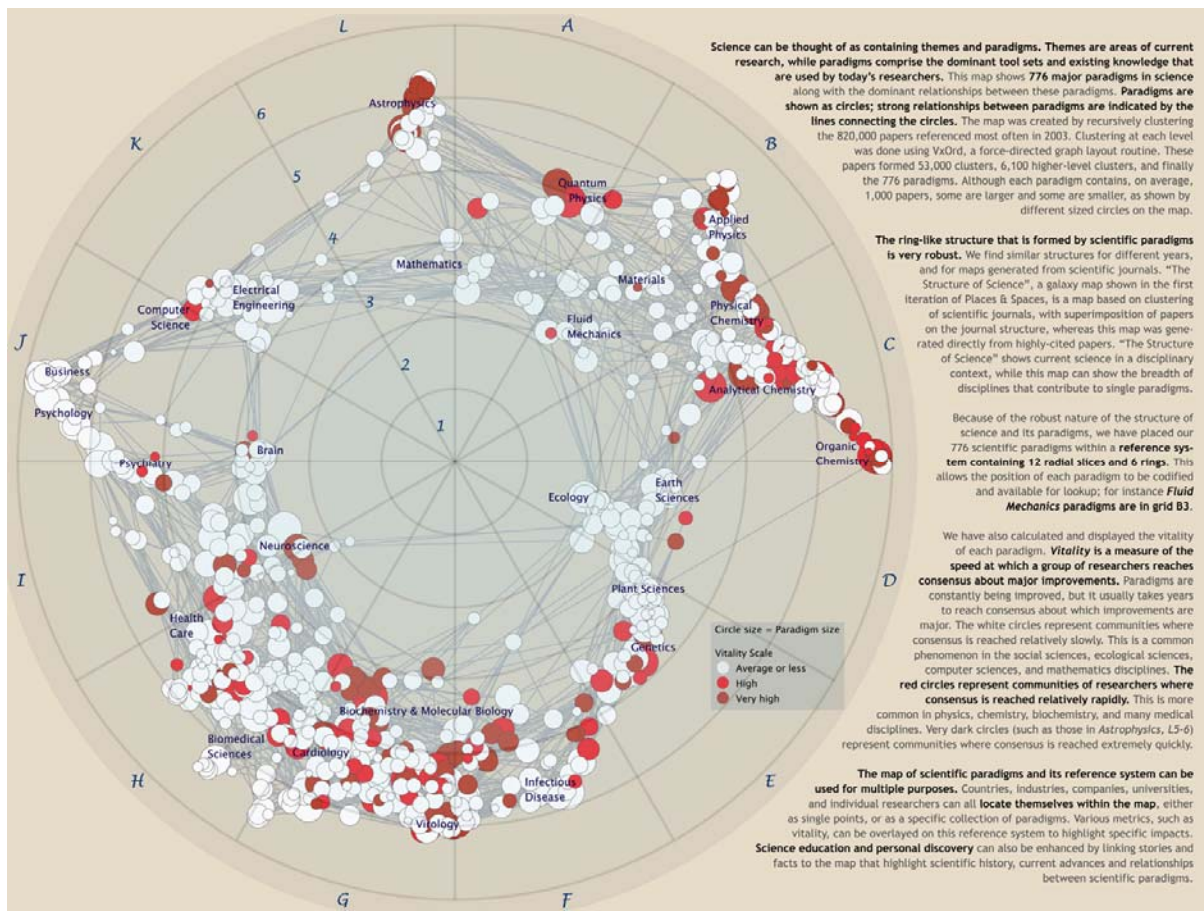 L
A
B
C
D
E
F
G
H
I
J
K
6
5
4
3
2
1
Astrophysics
Quantum
Physics
Applied
Physics
Mathematics
Materials
Electrical
Engineering
Computer
Science
Fluid
Mechanics
Physical
Chemistry
Business
Psychology
Analytical Chemistry
Psychiatry
Brain
Organic
Chemistry
Ecology
Earth
Sciences
Neuroscience
Plant Sciences
Health
Care
Genetics
Biochemistry & Molecular Biology
Biomedical
Sciences
Cardiology
Infectious
Disease
Virology
Circle size = Paradigm size
Vitality Scale
Average or less
High
Very high
Science can be thought of as containing themes and paradigms. Themes are areas of current
research, while paradigms comprise the dominant tool sets and existing knowledge that
are used by today's researchers. This map shows 776 major paradigms in science
along with the dominant relationships between these paradigms. Paradigms are
shown as circles; strong relationships between paradigms are indicated by the
lines connecting the circles. The map was created by recursively clustering
the 820,000 papers referenced most often in 2003. Clustering at each level
was done using VxOrd, a force-directed graph layout routine. These
papers formed 53,000 clusters, 6,100 higher-level clusters, and finally
the 776 paradigms. Although each paradigm contains, on average,
1,000 papers, some are larger and some are smaller, as shown by
different sized circles on the map.
The ring-like structure that is formed by scientific paradigms
is very robust. We find similar structures for different years,
and for maps generated from scientific journals. "The
Structure of Science", a galaxy map shown in the first
iteration of Places & Spaces, is a map based on clustering
of scientific journals, with superimposition of papers
on the journal structure, whereas this map was gene-
rated directly from highly-cited papers. "The Structure
of Science" shows current science in a disciplinary
context, while this map can show the breadth of
disciplines that contribute to single paradigms.
Because of the robust nature of the structure of
science and its paradigms, we have placed our
776 scientific paradigms within a reference sys-
tem containing 12 radial slices and 6 rings. This
allows the position of each paradigm to be codified
and available for lookup; for instance Fluid
Mechanics paradigms are in grid B3.
We have also calculated and displayed the vitality
of each paradigm. Vitality is a measure of the
speed at which a group of researchers reaches
consensus about major improvements. Paradigms are
constantly being improved, but it usually takes years
to reach consensus about which improvements are
major. The white circles represent communities where
consensus is reached relatively slowly. This is a common
phenomenon in the social sciences, ecological sciences,
computer sciences, and mathematics disciplines. The
red circles represent communities of researchers where
consensus is reached relatively rapidly. This is more
common in physics, chemistry, biochemistry, and many medical
disciplines. Very dark circles (such as those in Astrophysics, L5-6)
represent communities where consensus is reached extremely quickly.
The map of scientific paradigms and its reference system can be
used for multiple purposes. Countries, industries, companies, universities,
and individual researchers can all locate themselves within the map, either
as single points, or as a specific collection of paradigms. Various metrics, such as
vitality, can be overlayed on this reference system to highlight specific impacts.
Science education and personal discovery can also be enhanced by linking stories and
facts to the map that highlight scientific history, current advances and relationships
between scientific paradigms.